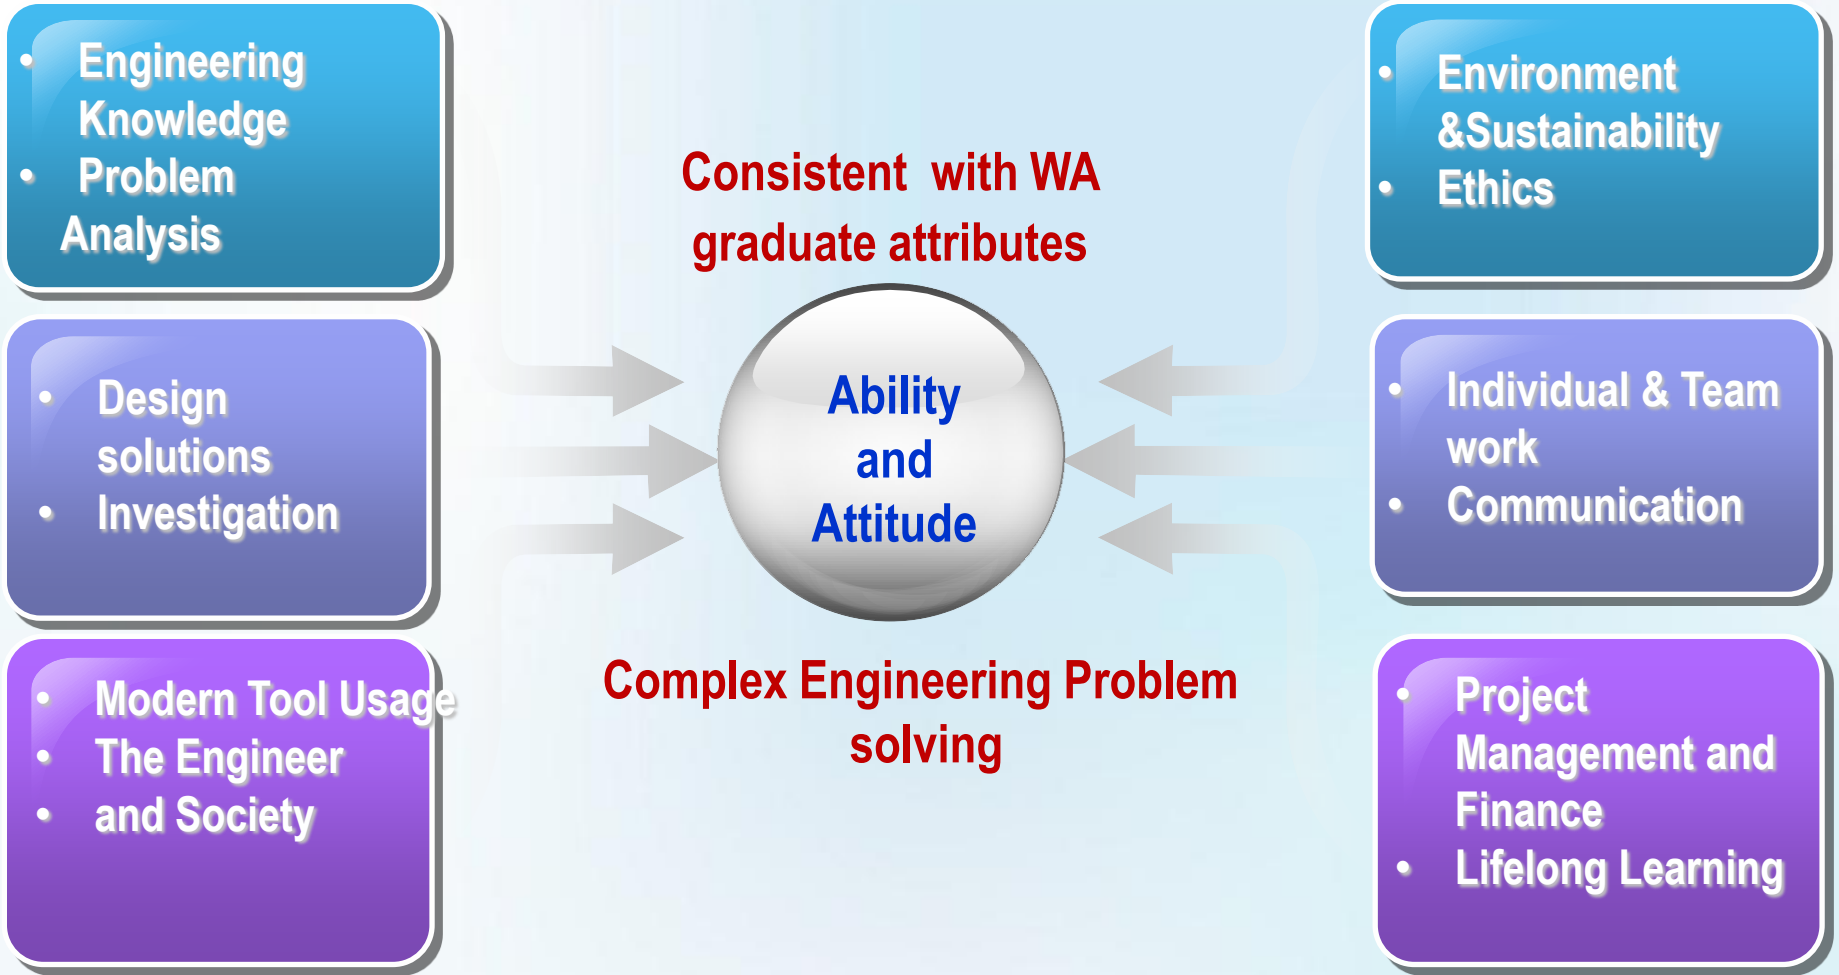 • Engineering
Knowledge
• Problem
Analysis
• Design
solutions
• Investigation
• Modern Tool Usage
• The Engineer
• and Society
Consistent with WA
graduate attributes
Ability
and
Attitude
Complex Engineering Problem
solving
• Environment
&Sustainability
• Ethics
• Individual & Team
work
• Communication
• Project
Management and
Finance
• Lifelong Learning